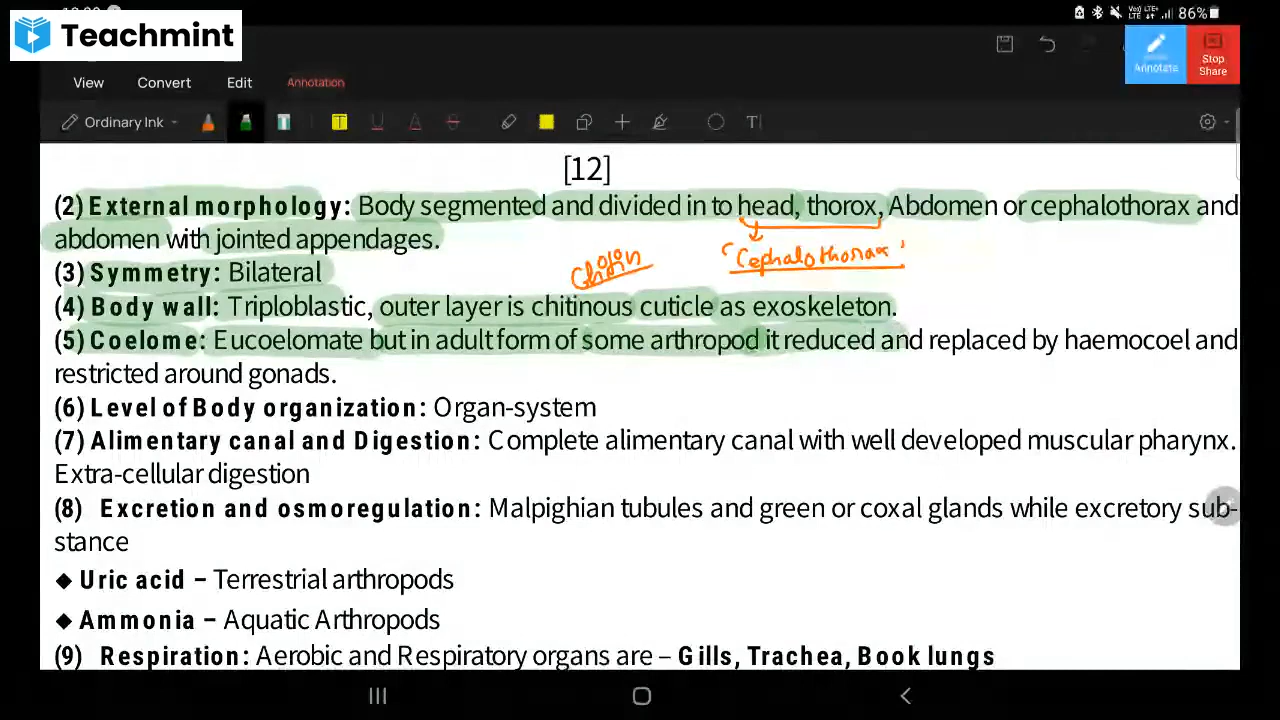 Teachmint
86%
Annotate
Stop Share
View Convert Edit Annotation
Ordinary Ink
[12]
(2) External morphology: Body segmented and divided in to head, thorox, Abdomen or cephalothorax and
abdomen with jointed appendages.
'Cephalothorax'
(3) Symmetry: Bilateral
(4) Body wall: Triploblastic, outer layer is chitinous cuticle as exoskeleton.
(5) Coelome: Eucoelomate but in adult form of some arthropod it reduced and replaced by haemocoel and
restricted around gonads.
(6) Level of Body organization: Organ-system
(7) Alimentary canal and Digestion: Complete alimentary canal with well developed muscular pharynx.
Extra-cellular digestion
(8) Excretion and osmoregulation: Malpighian tubules and green or coxal glands while excretory sub-
stance
◆ Uric acid – Terrestrial arthropods
◆ Ammonia – Aquatic Arthropods
(9) Respiration: Aerobic and Respiratory organs are – Gills, Trachea, Book lungs